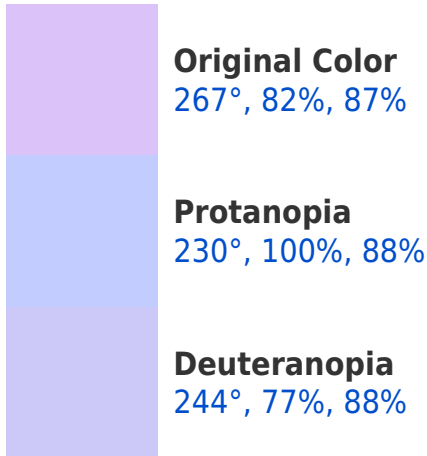 Original Color
267°, 82%, 87%
Protanopia
230°, 100%, 88%
Deuteranopia
244°, 77%, 88%